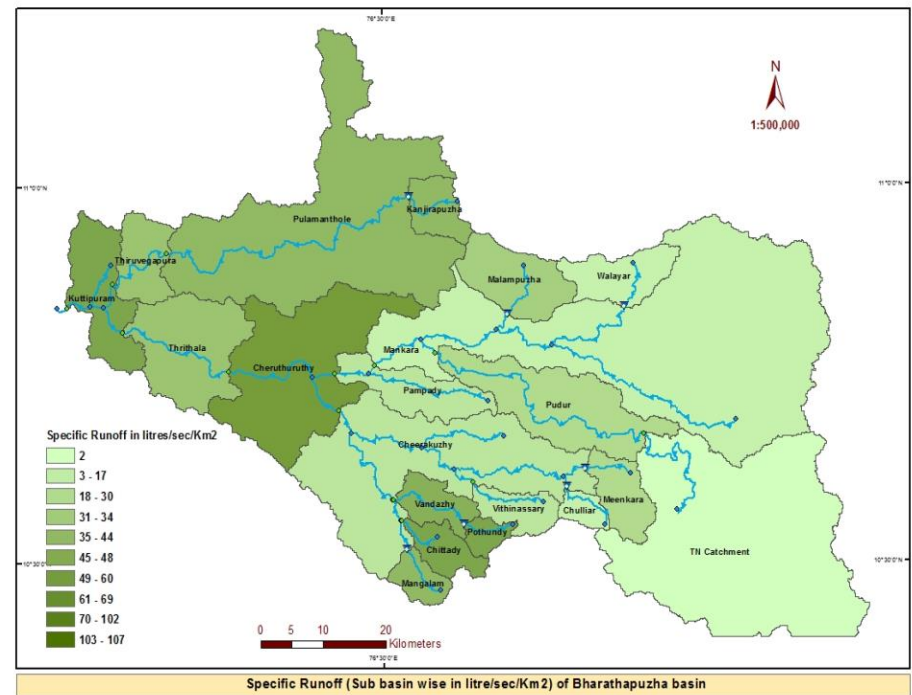 76°30'0"E
N
1:500,000
11°0'0"N
11°0'0"N
Kanjirapuzha
Pulamanthole
Thiruvegapura
Malampuzha
Walayar
Kuttipuram
Thrithala
Mankara
Cheruthuruthy
Pampady
Pudur
Specific Runoff in litres/sec/Km2
2
3 - 17
18 - 30
31 - 34
35 - 44
45 - 48
49 - 60
61 - 69
70 - 102
103 - 107
Cheerakuzhy
Meenkara
Vandazhy
Vithinassary
Chulliar
Pothundy
Chittady
TN Catchment
10°30'0"N
10°30'0"N
Mangalam
0 5 10 20
Kilometers
76°30'0"E
Specific Runoff (Sub basin wise in litre/sec/Km2) of Bharathapuzha basin